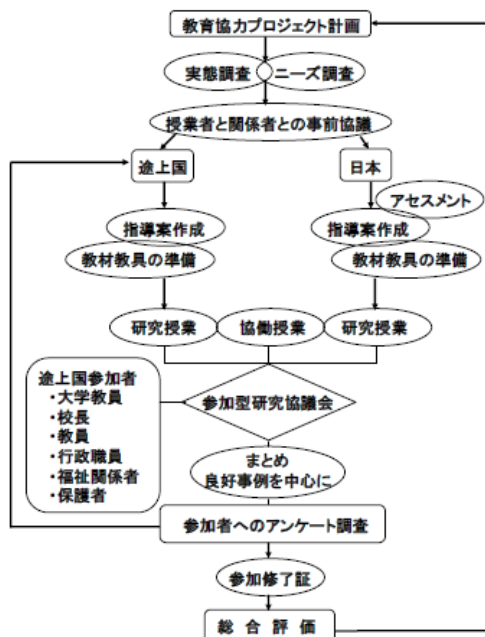 教育協力プロジェクト計画
実態調査
ニーズ調査
授業者と関係者との事前協議
途上国
日本
アセスメント
指導案作成
指導案作成
教材教具の準備
教材教具の準備
研究授業
協働授業
研究授業
途上国参加者
・大学教員
・校長
・教員
・行政職員
・福祉関係者
・保護者
参加型研究協議会
まとめ
良好事例を中心に
参加者へのアンケート調査
参加修了証
総 合 評 価